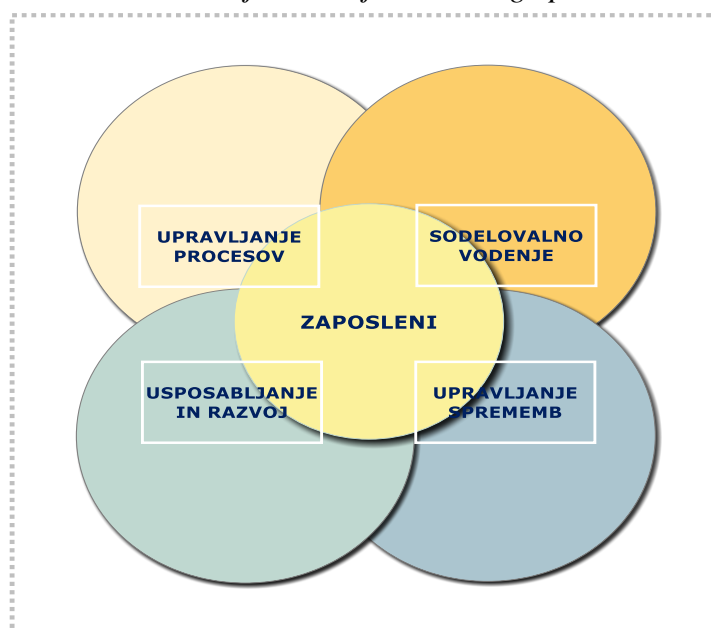 UPRAVLJANJE
PROCESOV
SODELOVALNO
VODENJE
ZAPOSLENI
USPOSABLJANJE
IN RAZVOJ
UPRAVLJANJE
SPREMEMB